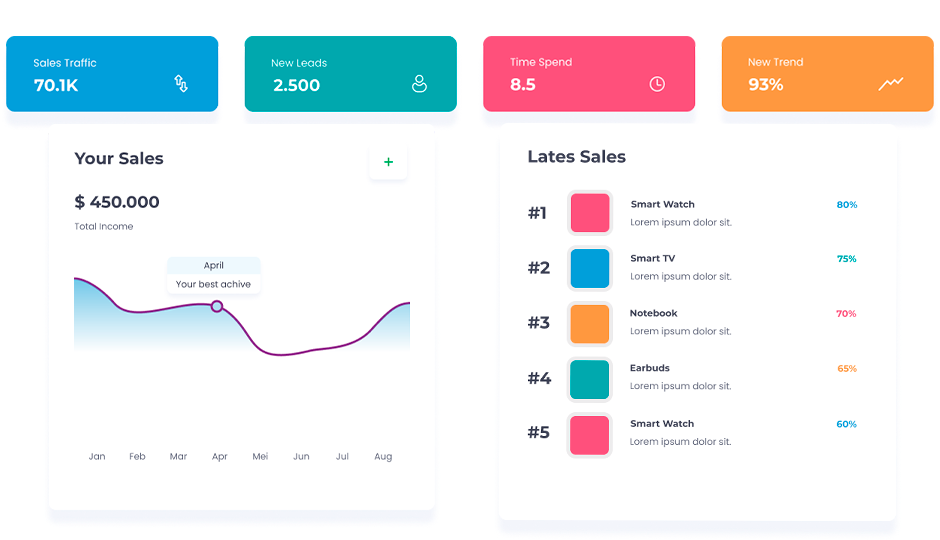 Sales Traffic
70.1K
New Leads
2.500
Time Spend
8.5
New Trend
93%
Your Sales
+
$ 450.000
Total Income
April
Your best achive
Jan Feb Mar Apr Mei Jun Jul Aug
Lates Sales
#1 Smart Watch 80%
Lorem ipsum dolor sit.
#2 Smart TV 75%
Lorem ipsum dolor sit.
#3 Notebook 70%
Lorem ipsum dolor sit.
#4 Earbuds 65%
Lorem ipsum dolor sit.
#5 Smart Watch 60%
Lorem ipsum dolor sit.